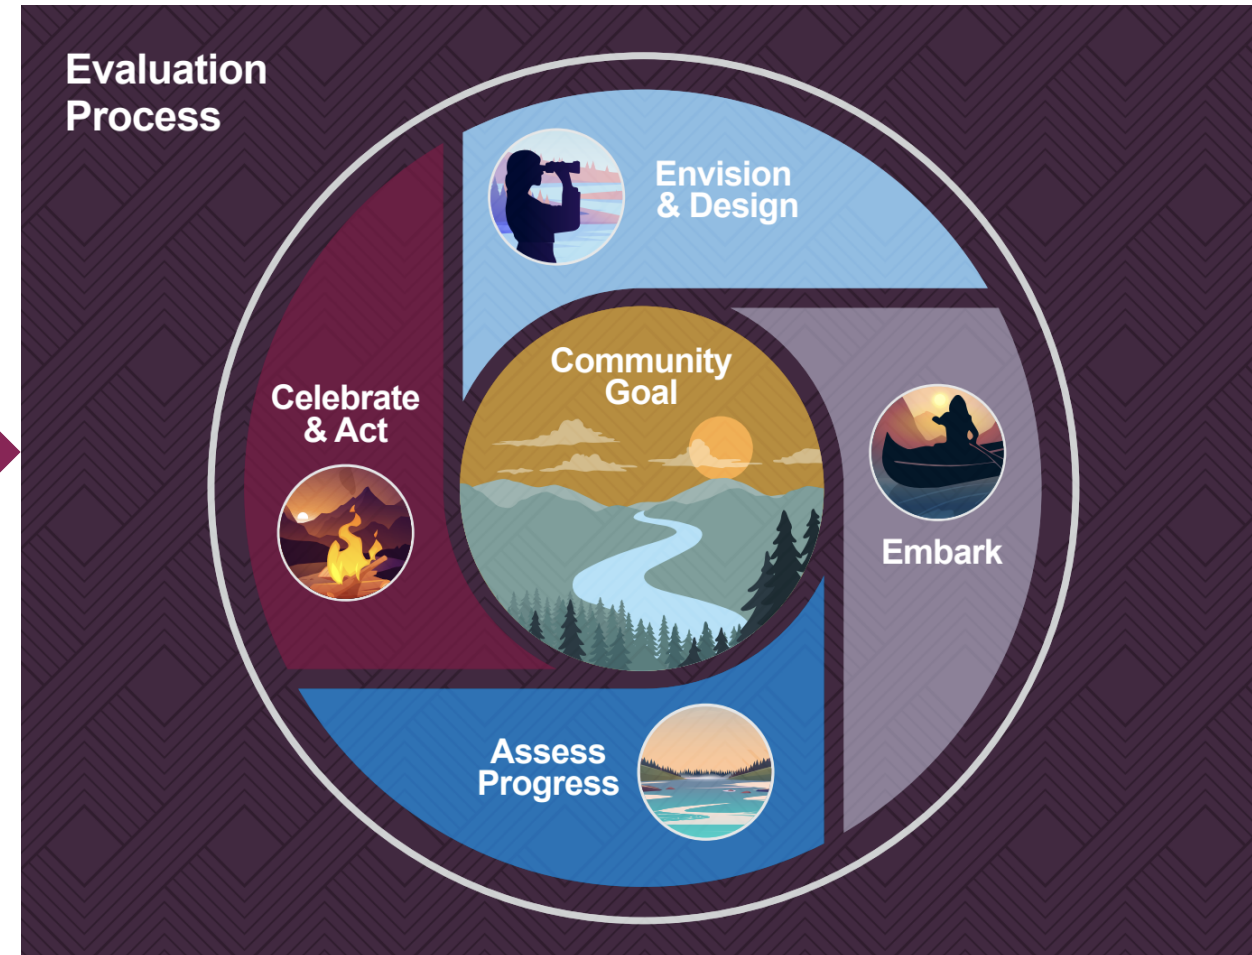 Evaluation
Process
Envision
& Design
Community
Goal
Celebrate
& Act
Embark
Assess
Progress